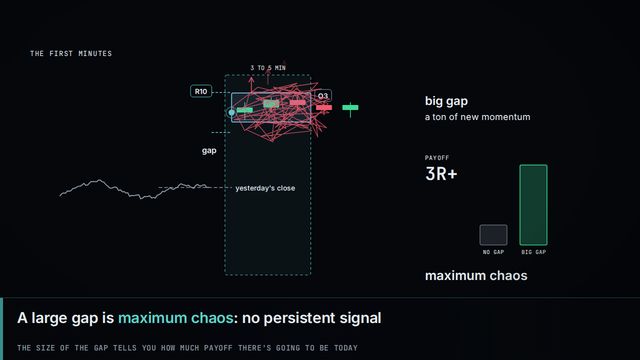 THE FIRST MINUTES
3 TO 5 MIN
R10
O3
gap
yesterday's close
big gap
a ton of new momentum
PAYOFF
3R+
NO GAP
BIG GAP
maximum chaos
A large gap is maximum chaos: no persistent signal
THE SIZE OF THE GAP TELLS YOU HOW MUCH PAYOFF THERE'S GOING TO BE TODAY